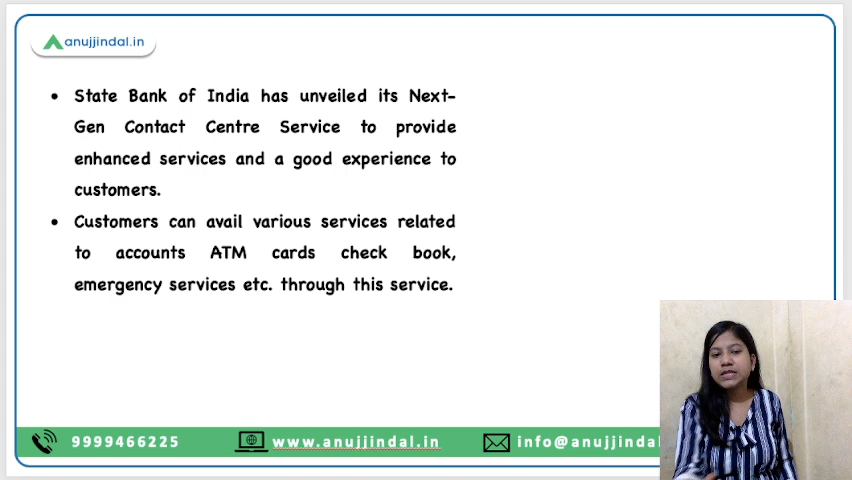 anujjindal.in
• State Bank of India has unveiled its Next-
Gen Contact Centre Service to provide
enhanced services and a good experience to
customers.
• Customers can avail various services related
to accounts ATM cards check book,
emergency services etc. through this service.
9999466225 www.anujjindal.in info@anujjindal